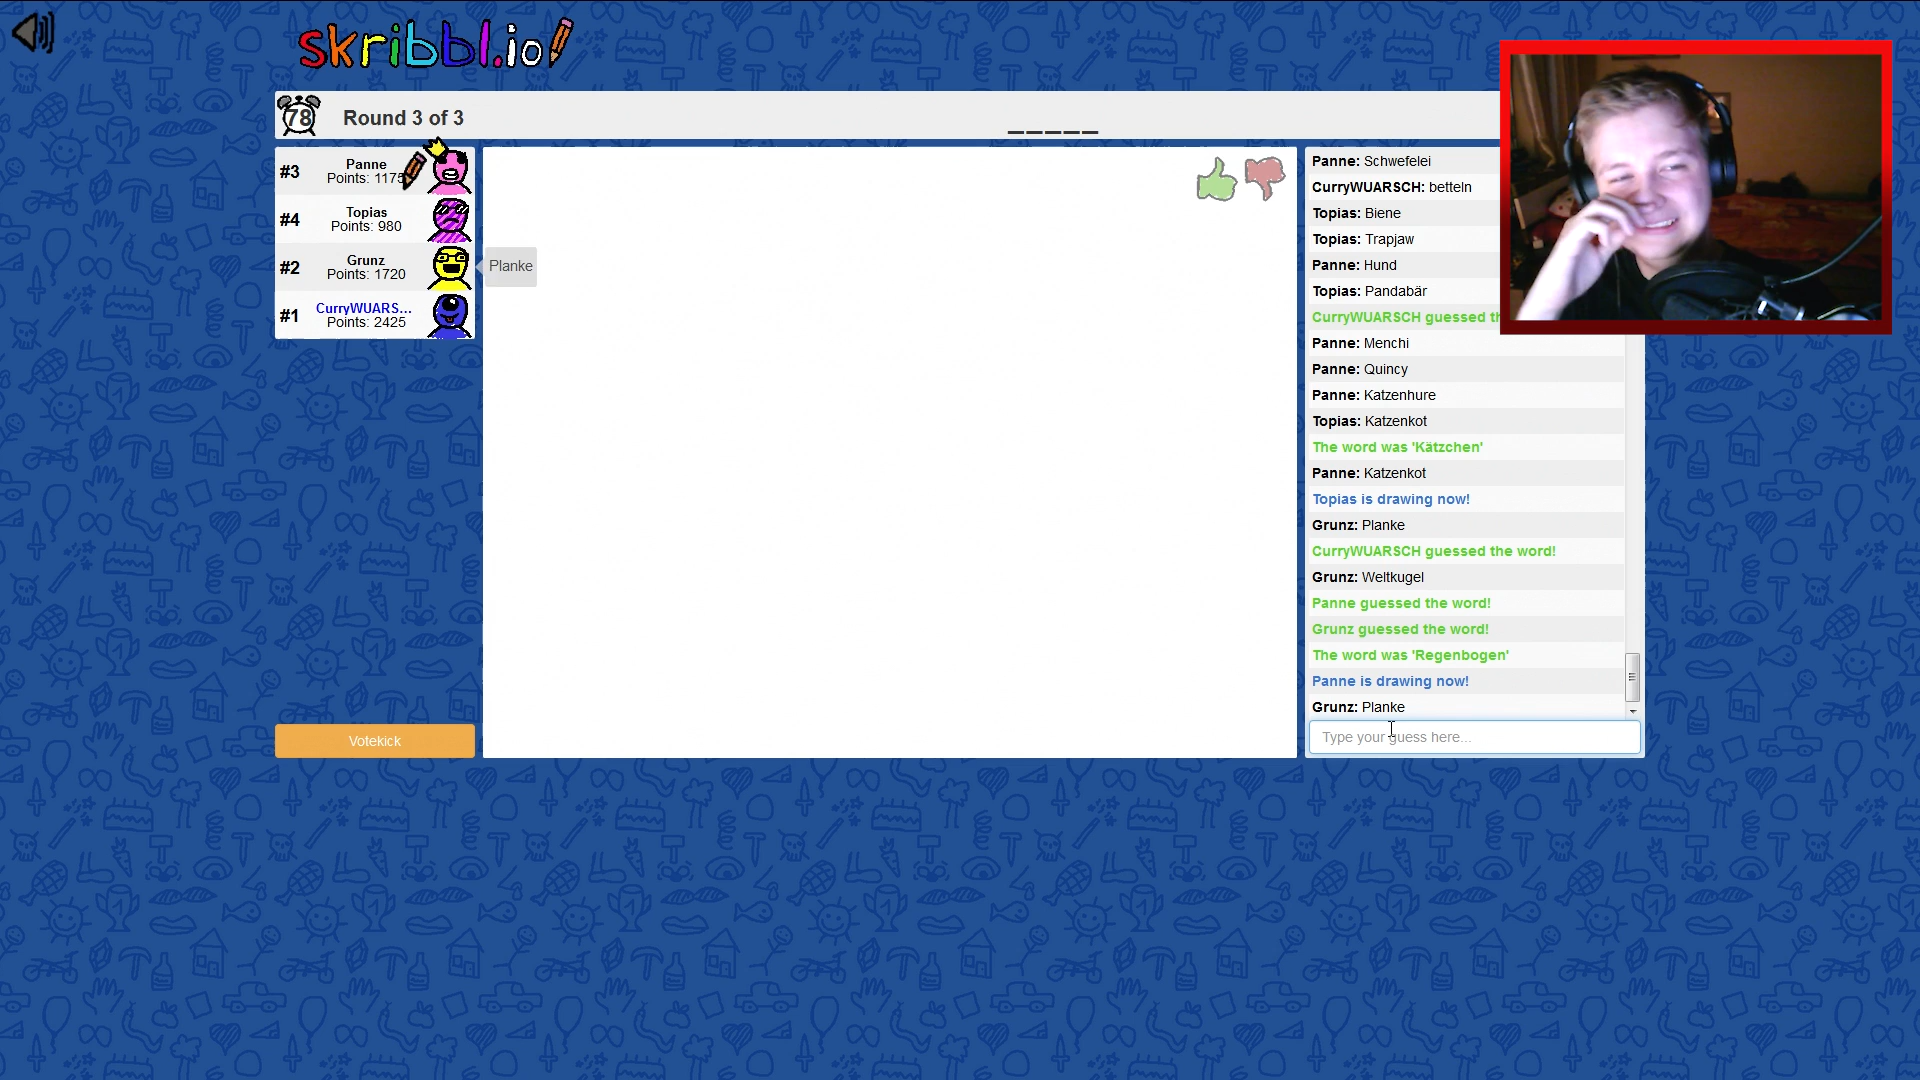 skribbl.io
78
Round 3 of 3
_____
#3
Panne
Points: 1175
#4
Topias
Points: 980
#2
Grunz
Points: 1720
Planke
#1
CurryWUARS...
Points: 2425
Votekick
Panne: Schwefelei
CurryWUARSCH: betteln
Topias: Biene
Topias: Trapjaw
Panne: Hund
Topias: Pandabär
CurryWUARSCH guessed
Panne: Menchi
Panne: Quincy
Panne: Katzenhure
Topias: Katzenkot
The word was 'Kätzchen'
Panne: Katzenkot
Topias is drawing now!
Grunz: Planke
CurryWUARSCH guessed the word!
Grunz: Weltkugel
Panne guessed the word!
Grunz guessed the word!
The word was 'Regenbogen'
Panne is drawing now!
Grunz: Planke
Type your guess here...